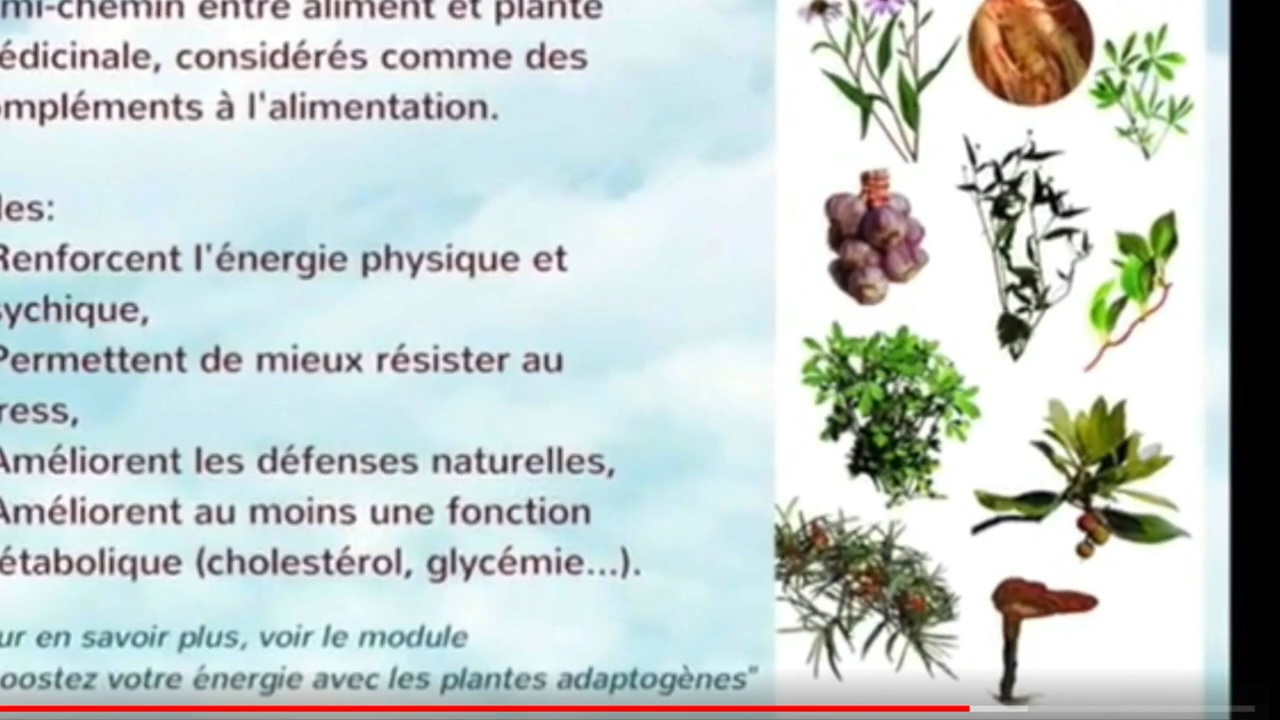 mi-chemin entre aliment et plante
édicinale, considérés comme des
ompléments à l'alimentation.
les:
Renforcent l'énergie physique et
sychique,
Permettent de mieux résister au
ress,
Améliorent les défenses naturelles,
Améliorent au moins une fonction
étabolique (cholestérol, glycémie...).
ur en savoir plus, voir le module
oostez votre énergie avec les plantes adaptogènes"